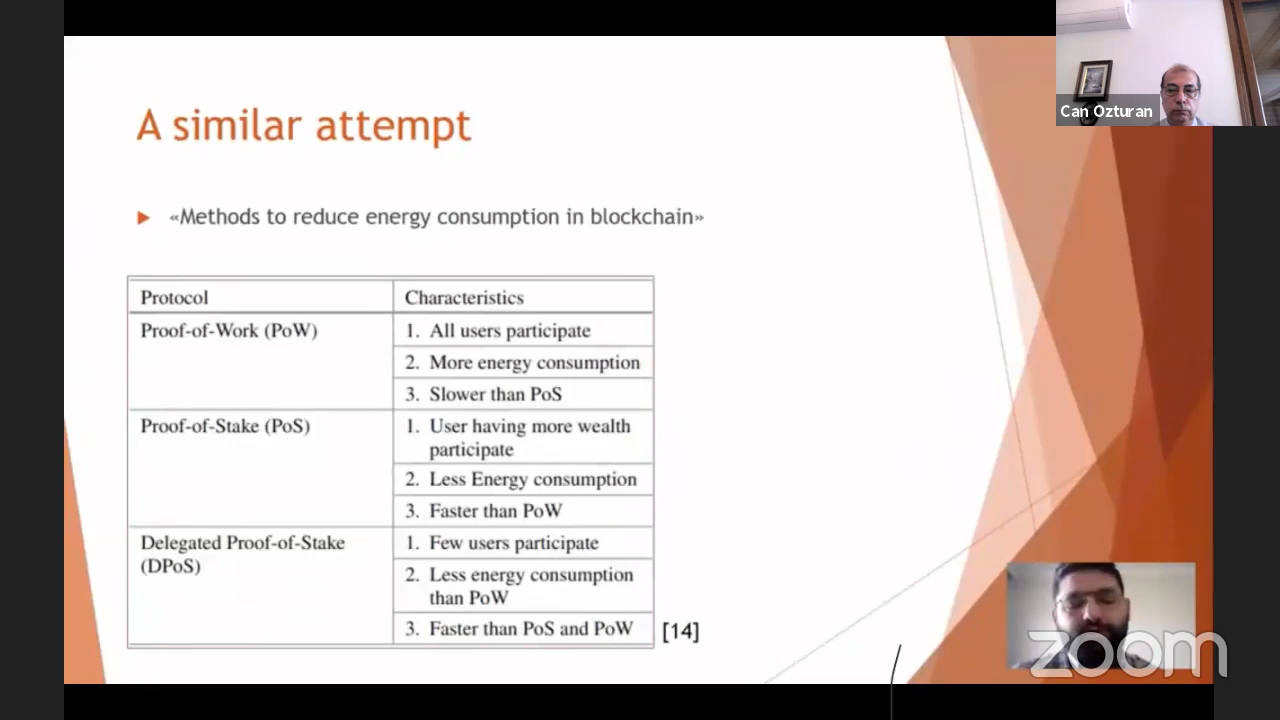 Can Ozturan
A similar attempt
«Methods to reduce energy consumption in blockchain»
Protocol Characteristics
Proof-of-Work (PoW) 1. All users participate
2. More energy consumption
3. Slower than PoS
Proof-of-Stake (PoS) 1. User having more wealth
participate
2. Less Energy consumption
3. Faster than PoW
Delegated Proof-of-Stake 1. Few users participate
(DPoS)
2. Less energy consumption
than PoW
3. Faster than PoS and PoW [14]
zoom